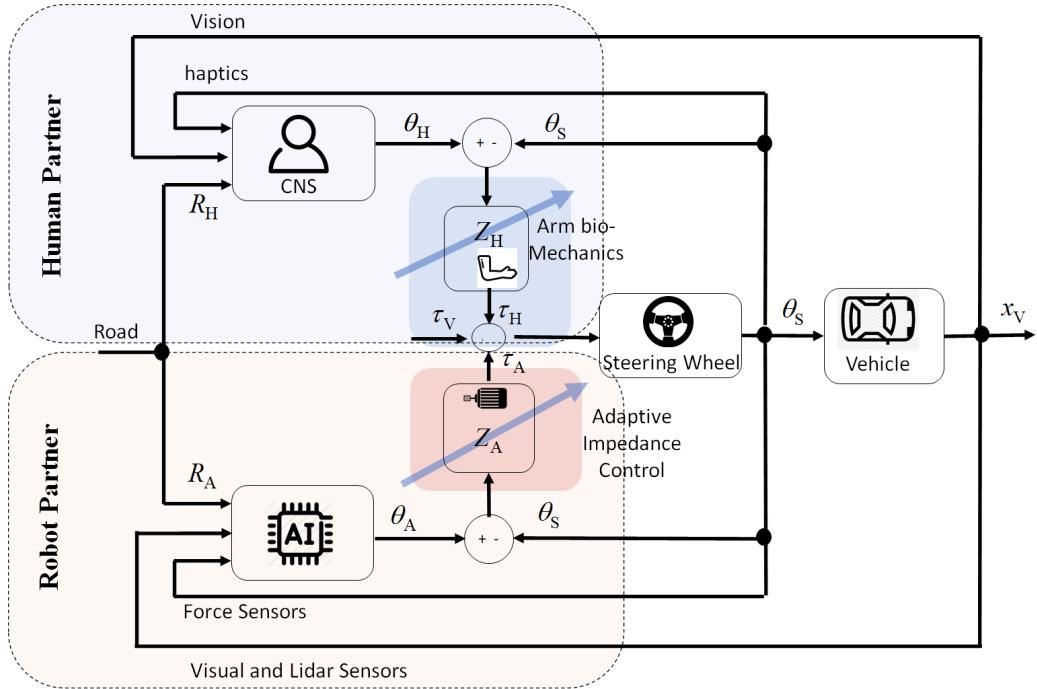 Vision
haptics
Human Partner
θH
+ -
θS
CNS
RH
ZH
Arm bio-
Mechanics
τV
τH
Road
θS
xV
Steering Wheel
Vehicle
τA
ZA
Adaptive
Impedance
Control
Robot Partner
RA
AI
θA
+ -
θS
Force Sensors
Visual and Lidar Sensors